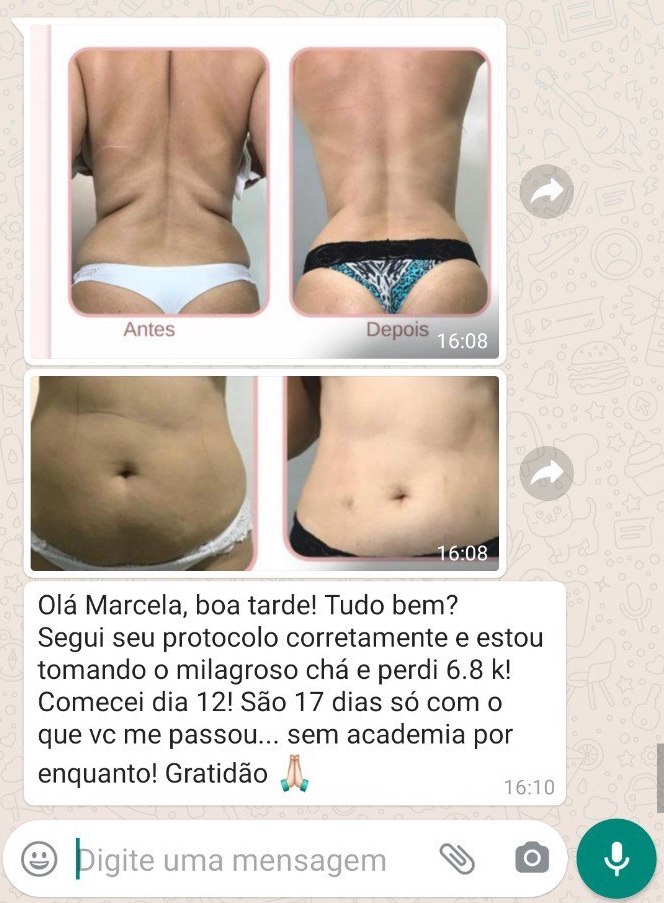 Antes
Depois
16:08
16:08
Olá Marcela, boa tarde! Tudo bem?
Segui seu protocolo corretamente e estou
tomando o milagroso chá e perdi 6.8 k!
Comecei dia 12! São 17 dias só com o
que vc me passou... sem academia por
enquanto! Gratidão 🙏🏻
16:10
Digite uma mensagem